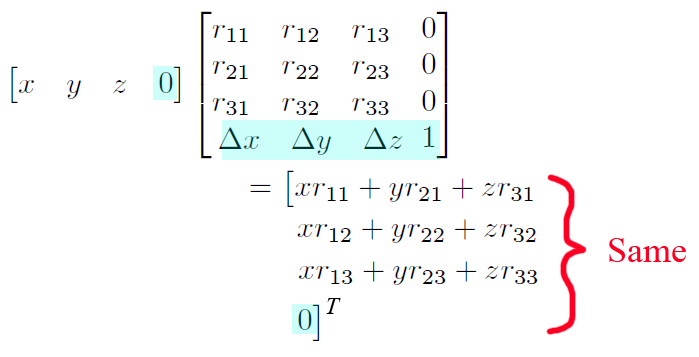 [x y z 0] [r11 r12 r13 0
r21 r22 r23 0
r31 r32 r33 0
Δx Δy Δz 1]
= [xr11 + yr21 + zr31
xr12 + yr22 + zr32
xr13 + yr23 + zr33
0]^T
Same